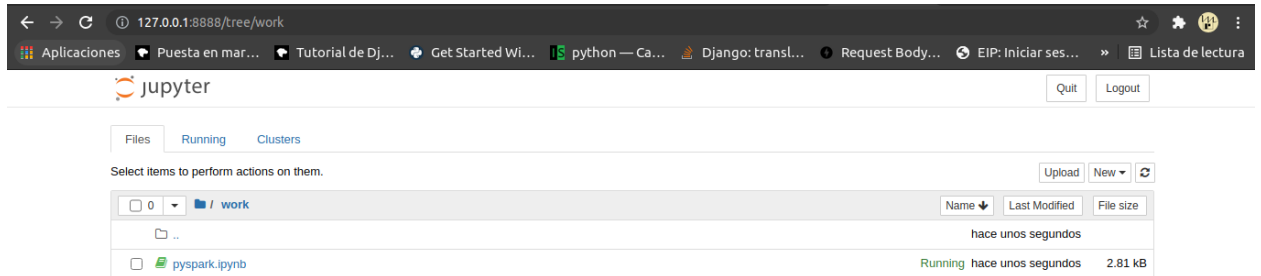 127.0.0.1:8888/tree/work
Aplicaciones Puesta en mar... Tutorial de Dj... Get Started Wi... python — Ca... Django: transl... Request Body... EIP: Iniciar ses... » Lista de lectura
jupyter Quit Logout
Files Running Clusters
Select items to perform actions on them. Upload New
0 / work Name Last Modified File size
.. hace unos segundos
pyspark.ipynb Running hace unos segundos 2.81 kB